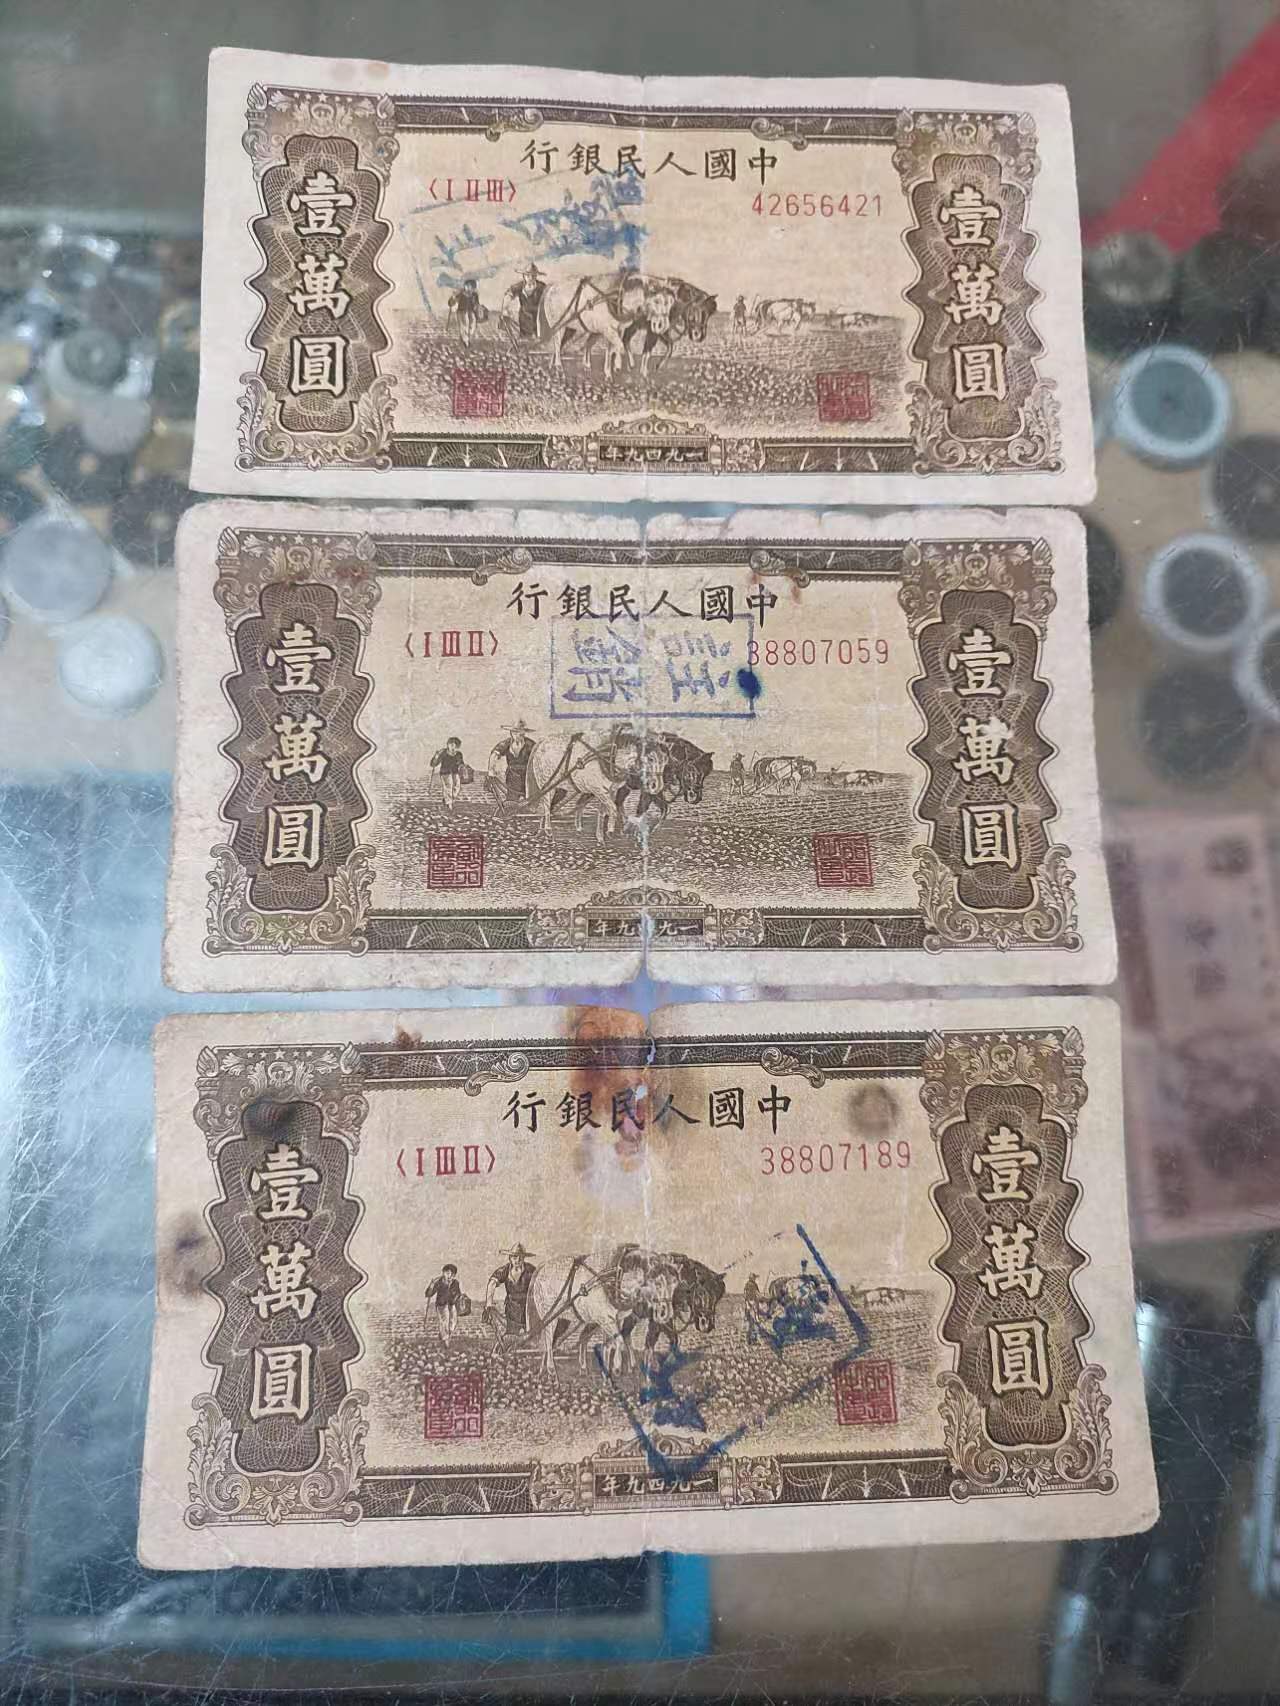 行銀民人國中
〈I II III〉
42656421
壹萬圓
壹萬圓
年九四九一
行銀民人國中
〈I III II〉
38807059
註銷
壹萬圓
壹萬圓
年九四九一
行銀民人國中
〈I III II〉
38807189
壹萬圓
壹萬圓
年九四九一